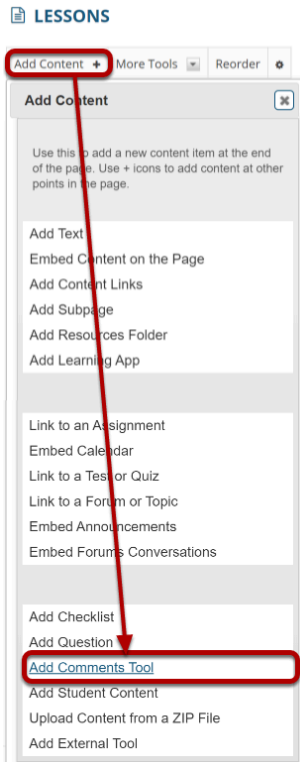 LESSONS
Add Content + More Tools Reorder
Add Content
Use this to add a new content item at the end
of the page. Use + icons to add content at other
points in the page.
Add Text
Embed Content on the Page
Add Content Links
Add Subpage
Add Resources Folder
Add Learning App
Link to an Assignment
Embed Calendar
Link to a Test or Quiz
Link to a Forum or Topic
Embed Announcements
Embed Forums Conversations
Add Checklist
Add Question
Add Comments Tool
Add Student Content
Upload Content from a ZIP File
Add External Tool